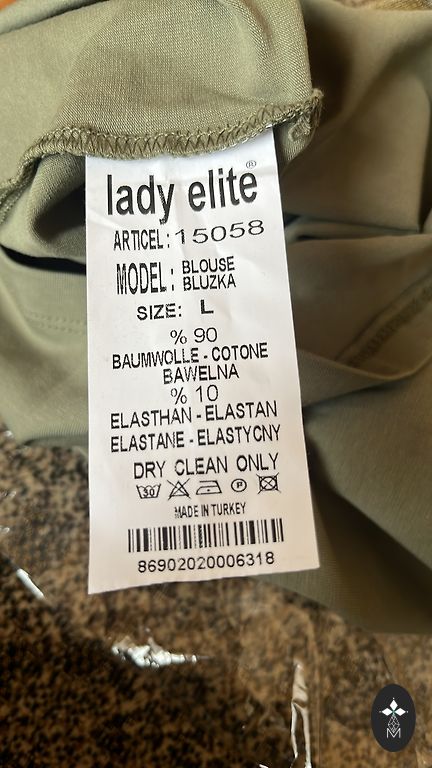 lady elite®
ARTICEL: 15058
MODEL: BLOUSE
BLUZKA
SIZE: L
% 90
BAUMWOLLE - COTONE
BAWELNA
% 10
ELASTHAN - ELASTAN
ELASTANE - ELASTYCNY
DRY CLEAN ONLY
30 P
MADE IN TURKEY
86902020006318
M